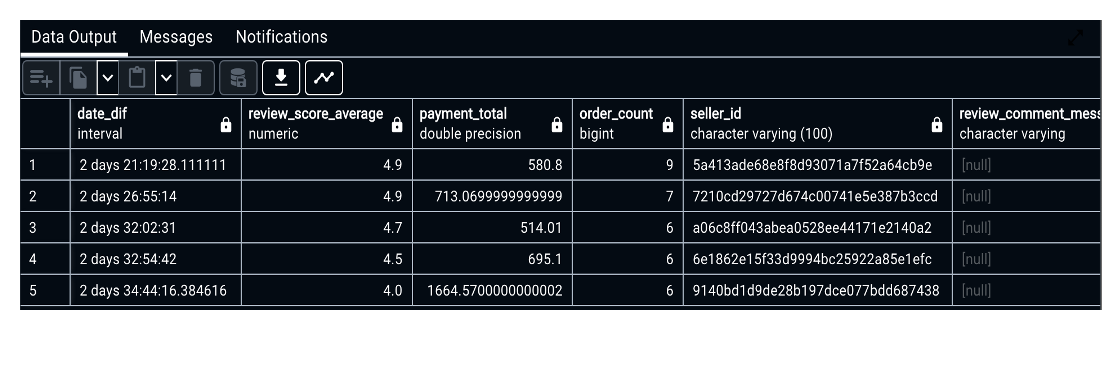 Data Output Messages Notifications
date_dif review_score_average payment_total order_count seller_id review_comment_mess
interval numeric double precision bigint character varying (100) character varying
1 2 days 21:19:28.111111 4.9 580.8 9 5a413ade68e8f8d93071a7f52a64cb9e [null]
2 2 days 26:55:14 4.9 713.0699999999999 7 7210cd29727d674c00741e5e387b3ccd [null]
3 2 days 32:02:31 4.7 514.01 6 a06c8ff043abea0528ee44171e2140a2 [null]
4 2 days 32:54:42 4.5 695.1 6 6e1862e15f33d9994bc25922a85e1efc [null]
5 2 days 34:44:16.384616 4.0 1664.5700000000002 6 9140bd1d9de28b197dce077bdd687438 [null]